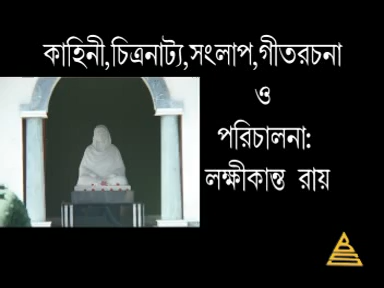 কাহিনী,চিত্রনাট্য,সংলাপ,গীতরচনা
ও
পরিচালনা:
লক্ষীকান্ত রায়